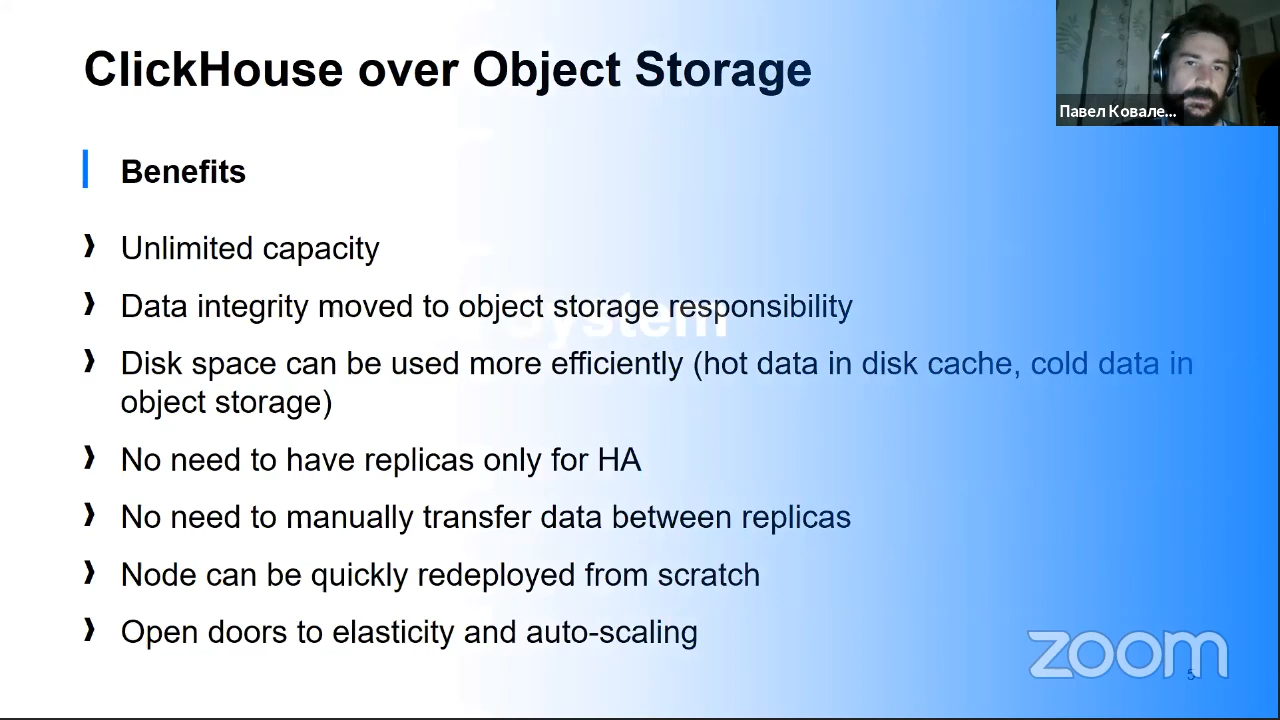 ClickHouse over Object Storage
Павел Ковале...
Benefits
❱ Unlimited capacity
❱ Data integrity moved to object storage responsibility
System
❱ Disk space can be used more efficiently (hot data in disk cache, cold data in
object storage)
❱ No need to have replicas only for HA
❱ No need to manually transfer data between replicas
❱ Node can be quickly redeployed from scratch
❱ Open doors to elasticity and auto-scaling
zoom
5